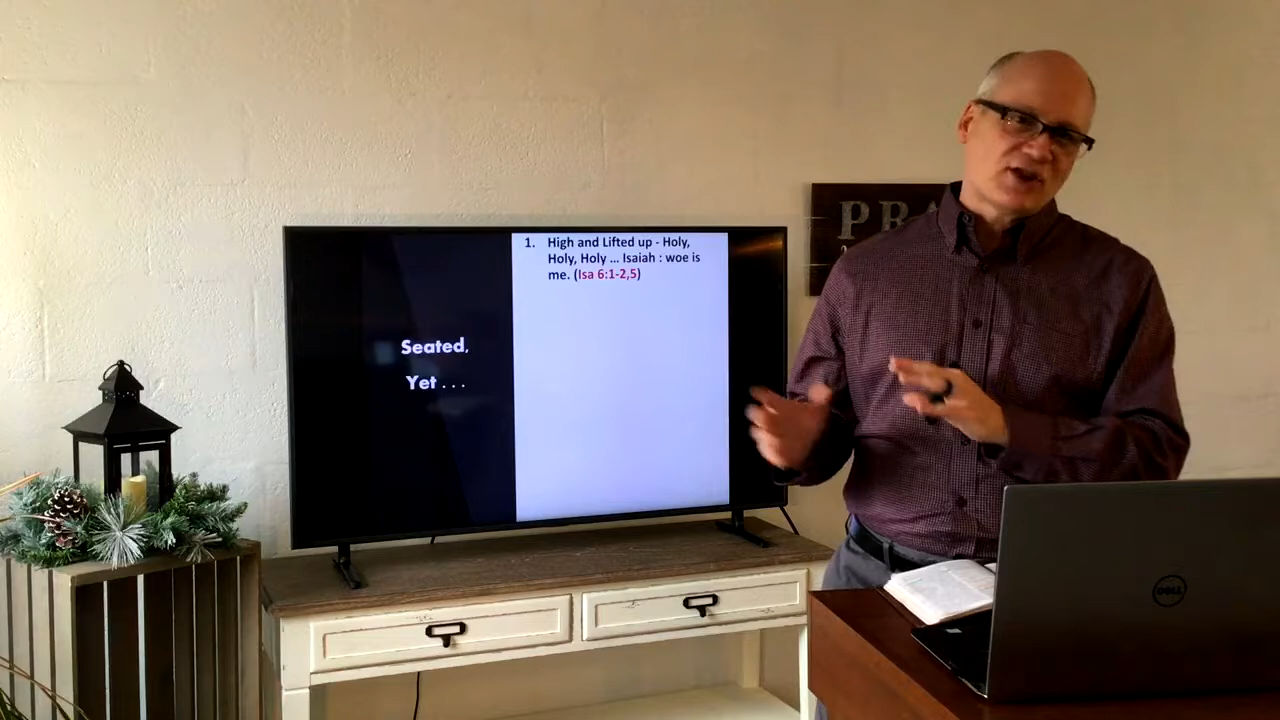 Seated,
Yet . . .
1. High and Lifted up - Holy,
Holy, Holy ... Isaiah : woe is
me. (Isa 6:1-2,5)
PRA
DELL